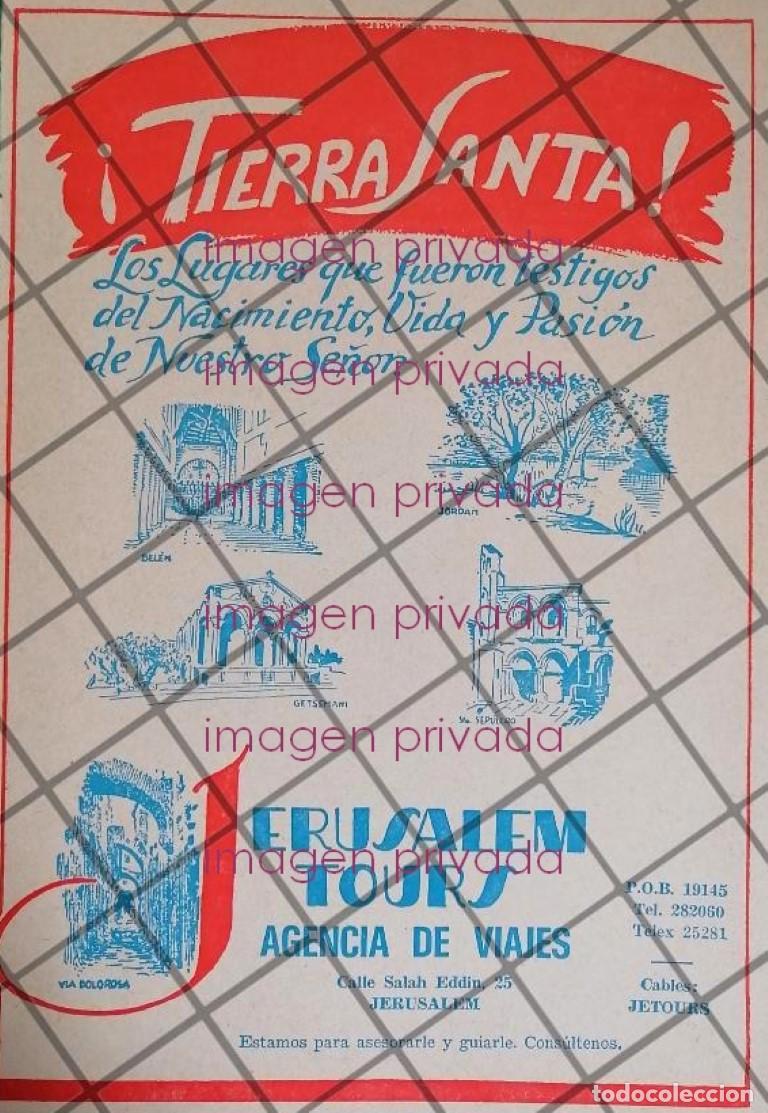 ¡TIERRA SANTA!
imagen privada
Los Lugares que fueron testigos
del Nacimiento, Vida y Pasión
de Nuestro Señor
imagen privada
imagen privada
BELÉN
JORDAN
imagen privada
GETSEMANI
Sto. SEPULCRO
imagen privada
JERUSALEM
TOURS
imagen privada
AGENCIA DE VIAJES
VIA DOLOROSA
Calle Salah Eddin, 25
JERUSALEM
P.O.B. 19145
Tel. 282060
Telex 25281
Cables:
JETOURS
Estamos para asesorarle y guiarle. Consúltenos.
todocoleccion